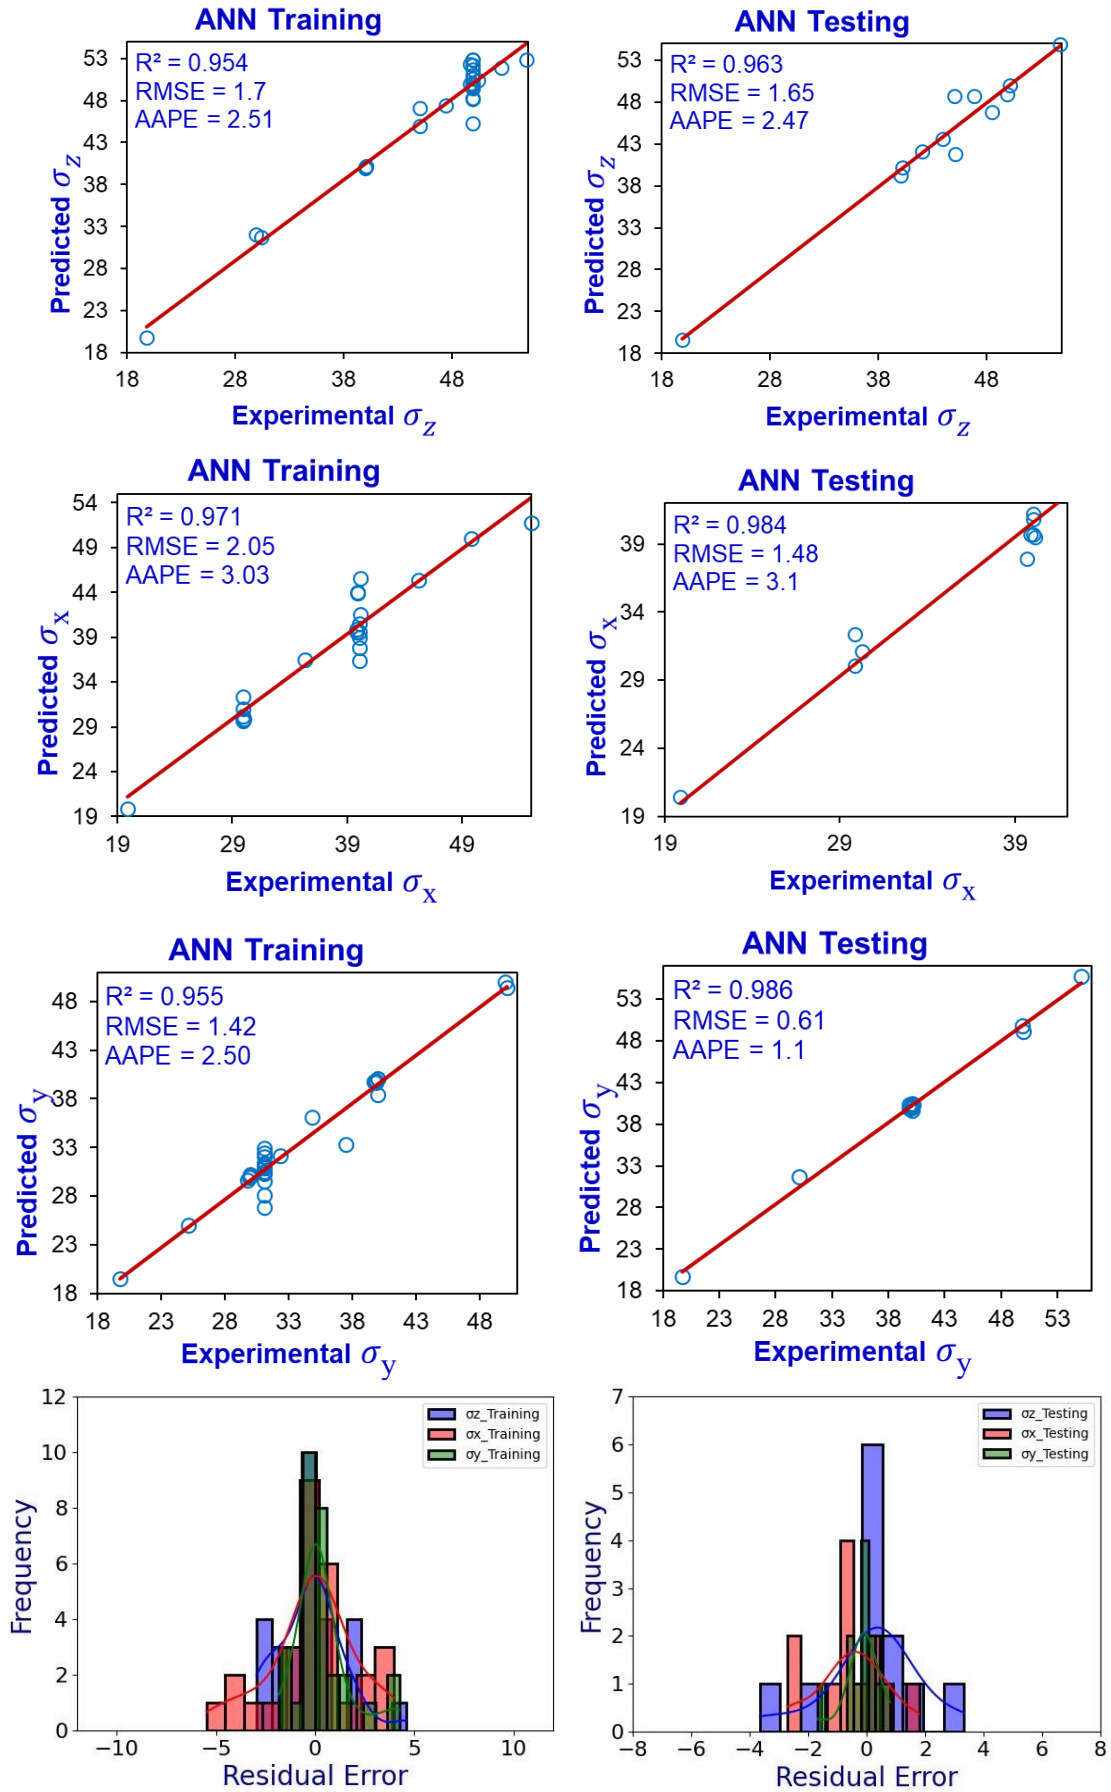 ANN Training
R² = 0.954
RMSE = 1.7
AAPE = 2.51
53
48
43
38
33
28
23
18
18 28 38 48
Predicted σz
Experimental σz
ANN Testing
R² = 0.963
RMSE = 1.65
AAPE = 2.47
53
48
43
38
33
28
23
18
18 28 38 48
Predicted σz
Experimental σz
ANN Training
R² = 0.971
RMSE = 2.05
AAPE = 3.03
54
49
44
39
34
29
24
19
19 29 39 49
Predicted σx
Experimental σx
ANN Testing
R² = 0.984
RMSE = 1.48
AAPE = 3.1
39
34
29
24
19
19 29 39
Predicted σx
Experimental σx
ANN Training
R² = 0.955
RMSE = 1.42
AAPE = 2.50
48
43
38
33
28
23
18
18 23 28 33 38 43 48
Predicted σy
Experimental σy
ANN Testing
R² = 0.986
RMSE = 0.61
AAPE = 1.1
53
48
43
38
33
28
23
18
18 23 28 33 38 43 48 53
Predicted σy
Experimental σy
12
10
8
6
4
2
0
−10 −5 0 5 10
Frequency
Residual Error
σz_Training
σx_Training
σy_Training
7
6
5
4
3
2
1
0
−8 −6 −4 −2 0 2 4 6 8
Frequency
Residual Error
σz_Testing
σx_Testing
σy_Testing